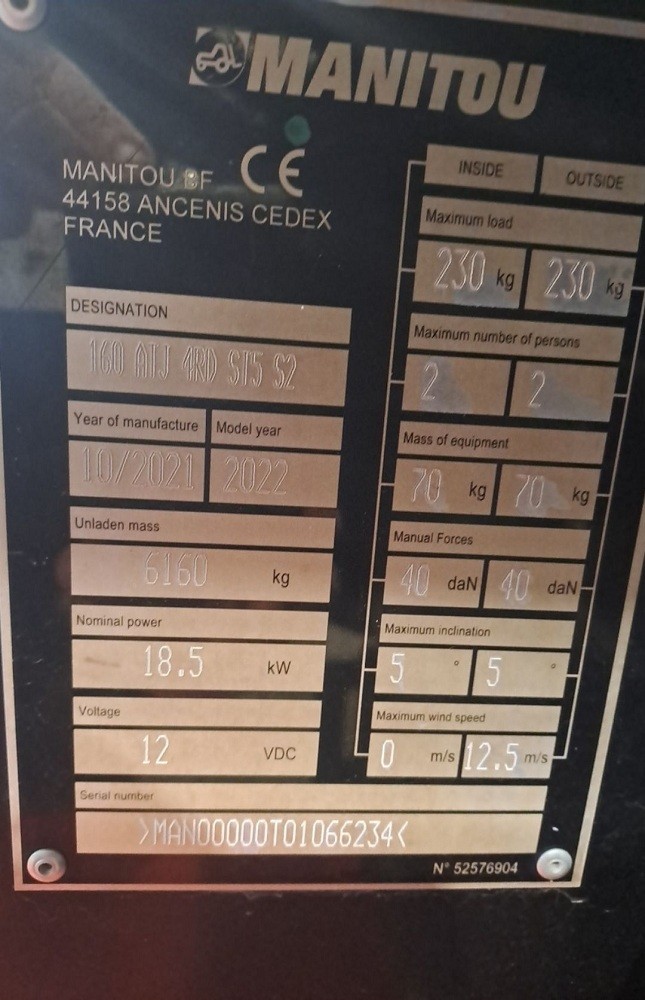 MANITOU
MANITOU BF
44158 ANCENIS CEDEX
FRANCE
CE
DESIGNATION
160 ATJ 4RD ST5 S2
Year of manufacture Model year
10/2021 2022
Unladen mass
6160 kg
Nominal power
18.5 kW
Voltage
12 VDC
INSIDE OUTSIDE
Maximum load
230 kg 230 kg
Maximum number of persons
2 2
Mass of equipment
70 kg 70 kg
Manual Forces
40 daN 40 daN
Maximum inclination
5 ° 5 °
Maximum wind speed
0 m/s 12.5 m/s
Serial number
>MAN00000T01066234<
N° 52576904